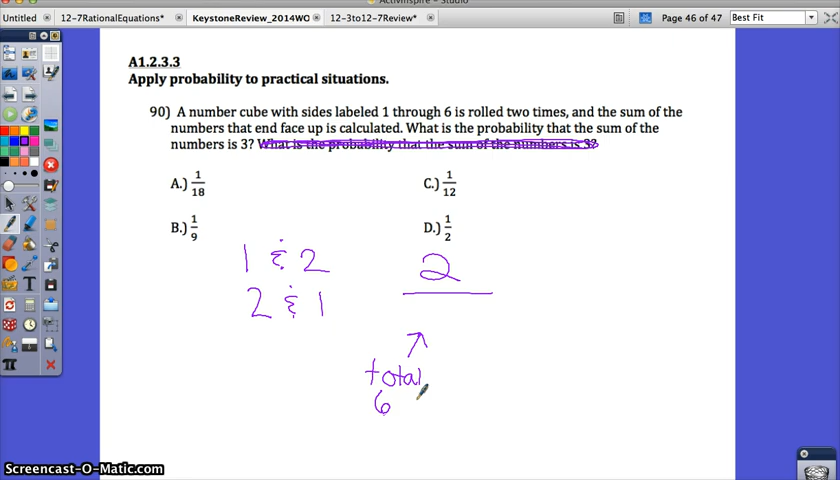 ActivInspire - Studio
Untitled
12-7RationalEquations*
KeystoneReview_2014WO
12-3to12-7Review*
Page 46 of 47
Best Fit
A1.2.3.3
Apply probability to practical situations.
90) A number cube with sides labeled 1 through 6 is rolled two times, and the sum of the
numbers that end face up is calculated. What is the probability that the sum of the
numbers is 3? What is the probability that the sum of the numbers is 3?
A.) 1/18
C.) 1/12
B.) 1/9
D.) 1/2
1 & 2
2
2 & 1
total
6
Screencast-O-Matic.com